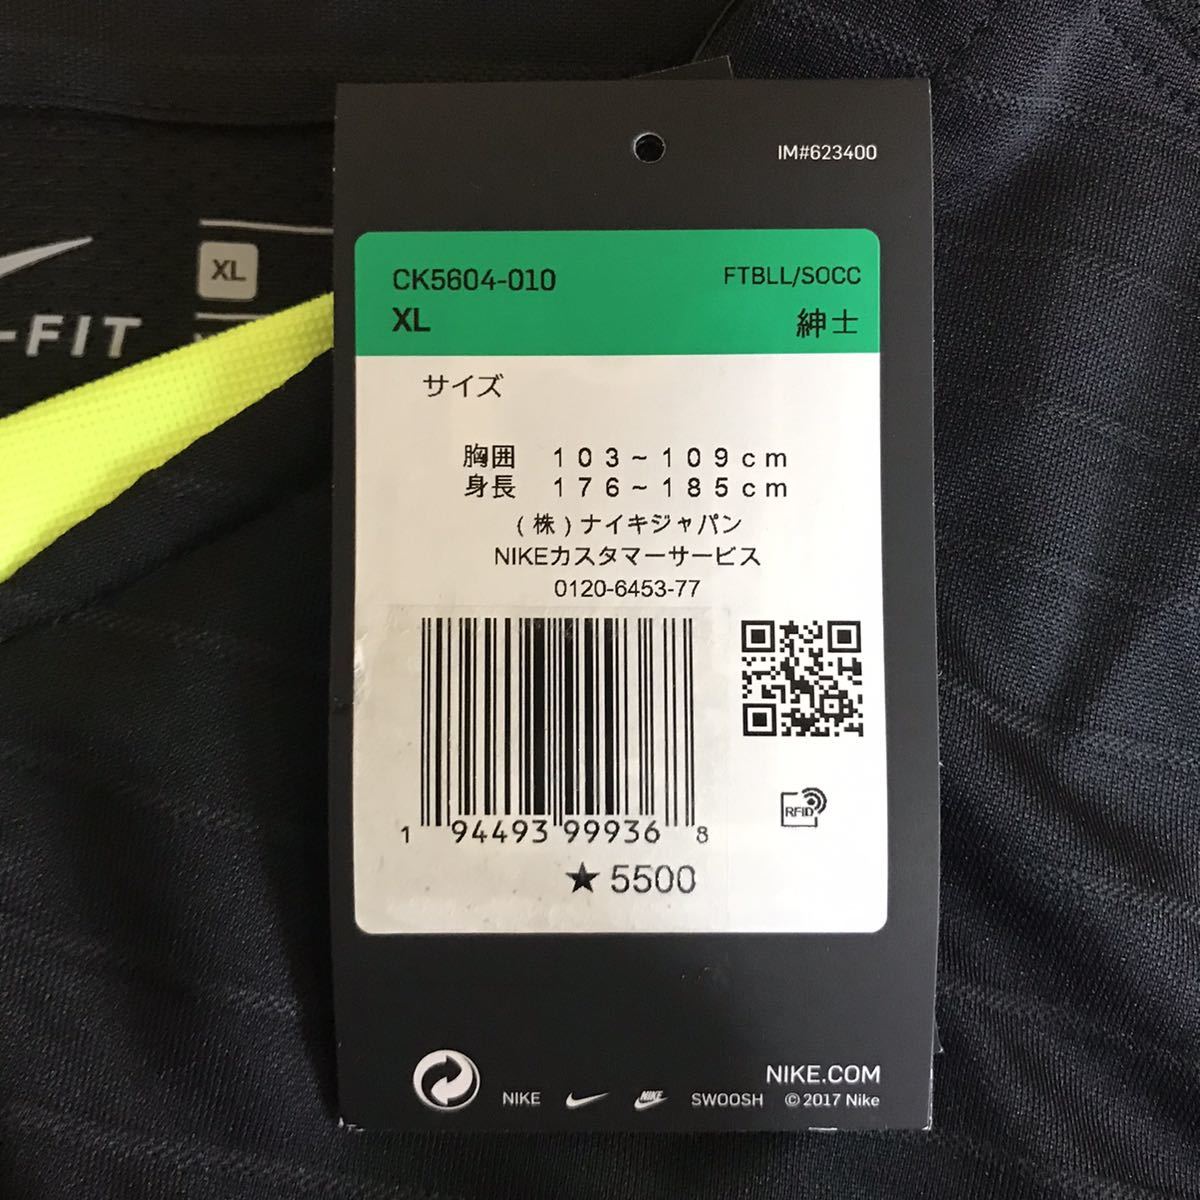 IM#623400
CK5604-010
FTBLL/SOCC
XL
紳士
サイズ
胸囲 103~109cm
身長 176~185cm
(株)ナイキジャパン
NIKEカスタマーサービス
0120-6453-77
1 94493 99936 8
★5500
RFID
NIKE.COM
NIKE
NIKE
SWOOSH
© 2017 Nike
XL
-FIT